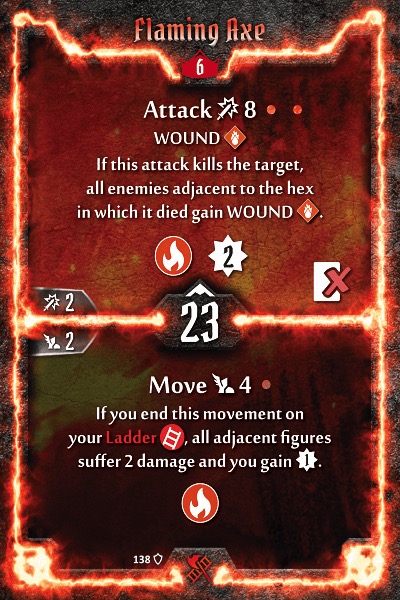 Flaming Axe
6
Attack 8
WOUND
If this attack kills the target,
all enemies adjacent to the hex
in which it died gain WOUND .
2
2
23
2
Move 4
If you end this movement on
your Ladder , all adjacent figures
suffer 2 damage and you gain 1 .
138